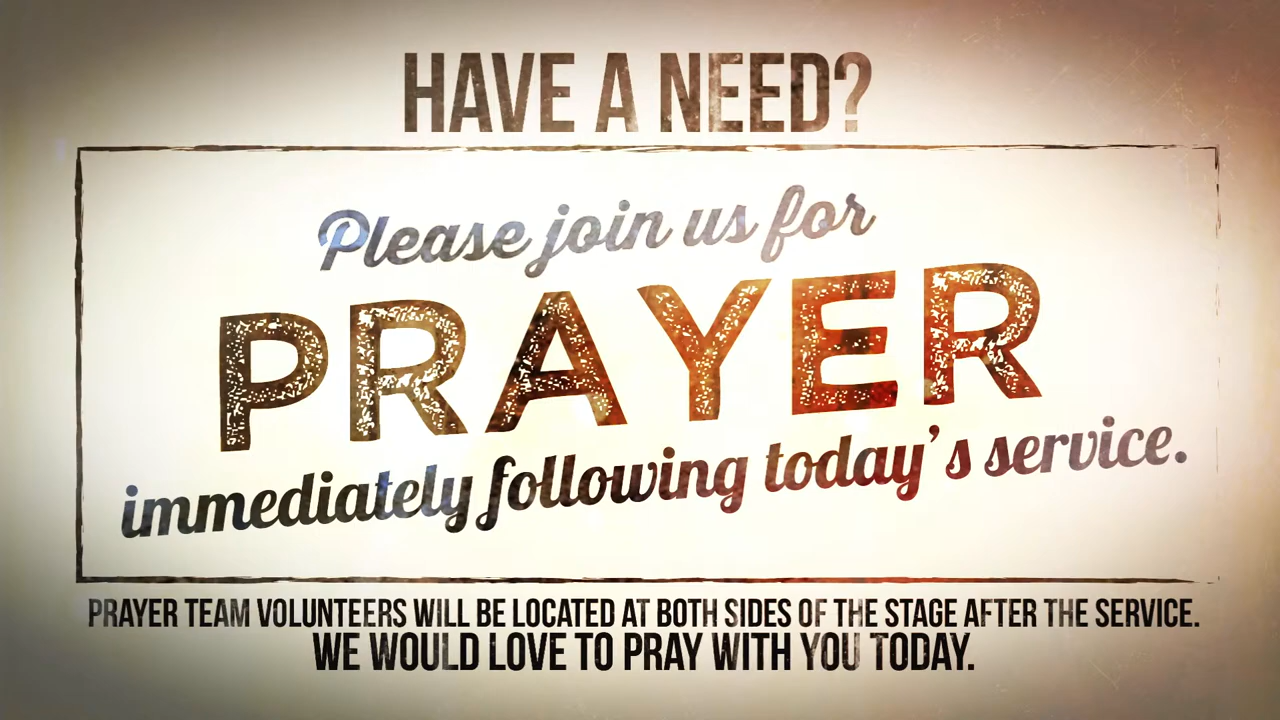 HAVE A NEED?
Please join us for
PRAYER
immediately following today's service.
PRAYER TEAM VOLUNTEERS WILL BE LOCATED AT BOTH SIDES OF THE STAGE AFTER THE SERVICE.
WE WOULD LOVE TO PRAY WITH YOU TODAY.